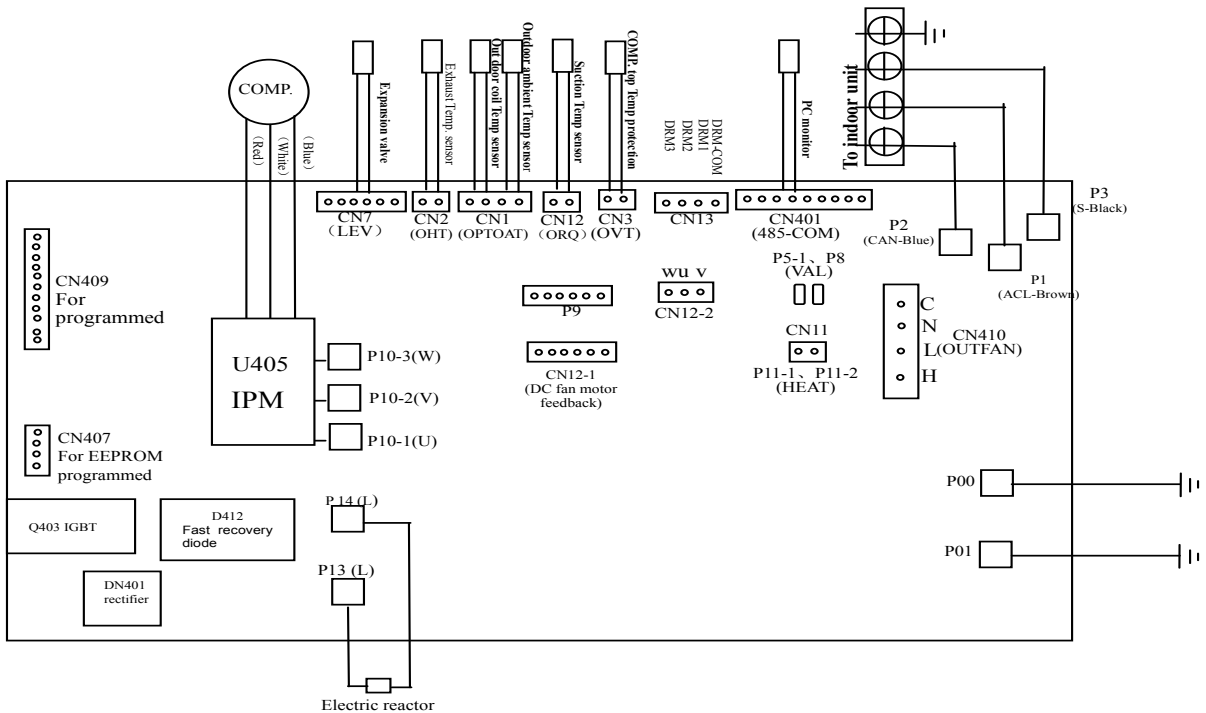 COMP.
(Red)
(White)
(Blue)
Expansion valve
Exhaust Temp. sensor
Out door coil Temp sensor
Outdoor ambient Temp sensor
Suction Temp sensor
COMP. top Temp protection
DRM3
DRM2
DRM1
DRM-COM
PC monitor
To indoor unit
CN7
(LEV)
CN2
(OHT)
CN1
(OPTOAT)
CN12
(ORQ)
CN3
(OVT)
CN13
CN401
(485-COM)
P2
(CAN-Blue)
P3
(S-Black)
P1
(ACL-Brown)
CN409
For
programmed
P9
wu v
CN12-2
P5-1、P8
(VAL)
CN11
P11-1、P11-2
(HEAT)
C
N
L
H
CN410
(OUTFAN)
CN12-1
(DC fan motor
feedback)
U405
IPM
P10-3(W)
P10-2(V)
P10-1(U)
CN407
For EEPROM
programmed
Q403 IGBT
D412
Fast recovery
diode
DN401
rectifier
P14 (L)
P13 (L)
P00
P01
Electric reactor